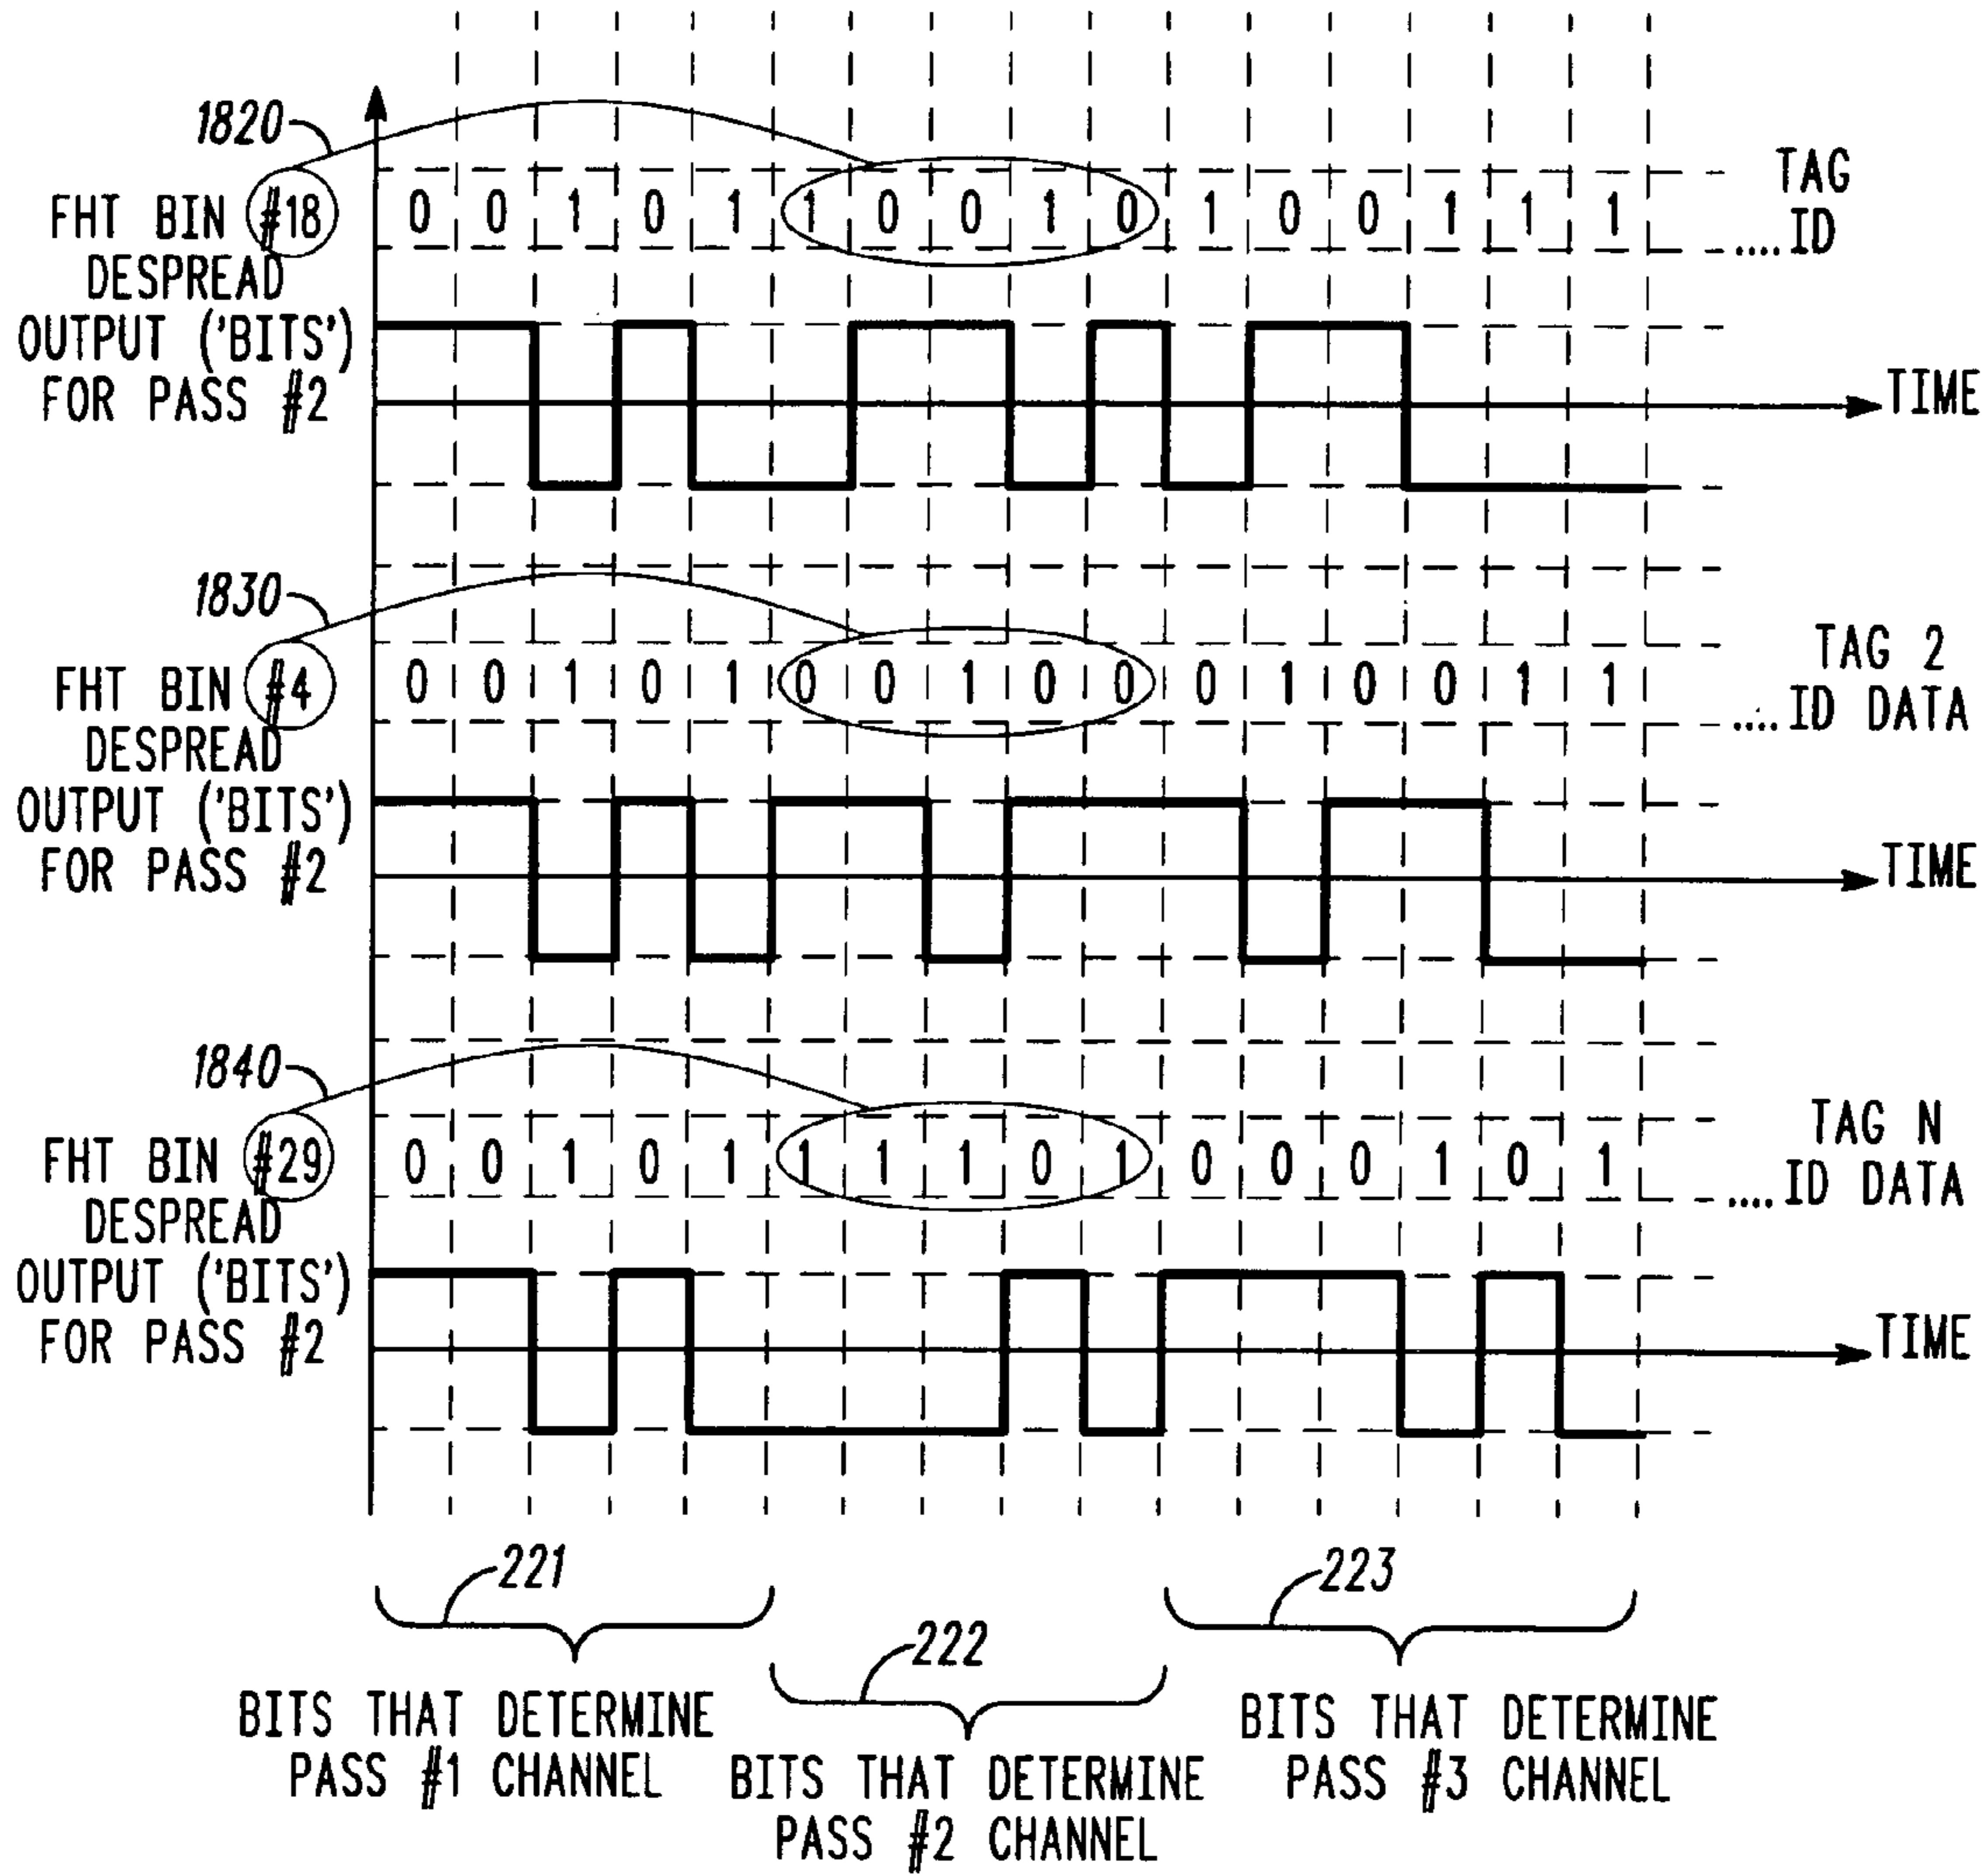 1820
FHT BIN #18
DESPREAD
OUTPUT ('BITS')
FOR PASS #2
0 0 1 0 1 1 0 0 1 0 1 0 0 1 1 1
TAG
....ID
TIME
1830
FHT BIN #4
DESPREAD
OUTPUT ('BITS')
FOR PASS #2
0 0 1 0 1 0 0 1 0 0 0 1 0 0 1 1
TAG 2
....ID DATA
TIME
1840
FHT BIN #29
DESPREAD
OUTPUT ('BITS')
FOR PASS #2
0 0 1 0 1 1 1 1 0 1 0 0 0 1 0 1
TAG N
....ID DATA
TIME
221
BITS THAT DETERMINE
PASS #1 CHANNEL
222
BITS THAT DETERMINE
PASS #2 CHANNEL
223
BITS THAT DETERMINE
PASS #3 CHANNEL